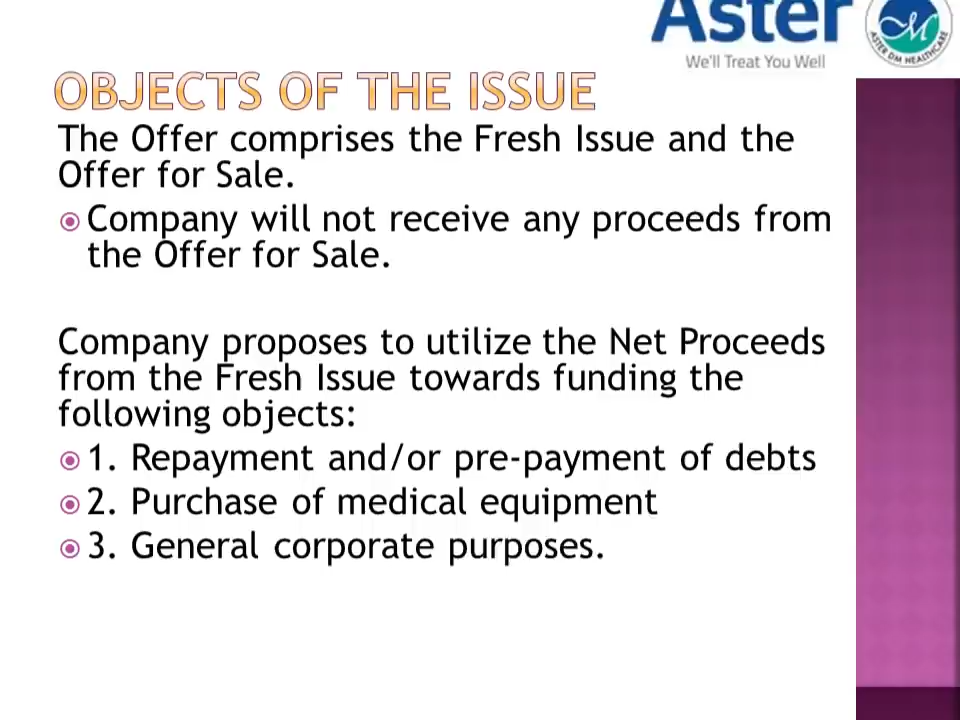 Aster
We'll Treat You Well
ASTER DM HEALTHCARE
OBJECTS OF THE ISSUE
The Offer comprises the Fresh Issue and the
Offer for Sale.
Company will not receive any proceeds from
the Offer for Sale.
Company proposes to utilize the Net Proceeds
from the Fresh Issue towards funding the
following objects:
1. Repayment and/or pre-payment of debts
2. Purchase of medical equipment
3. General corporate purposes.